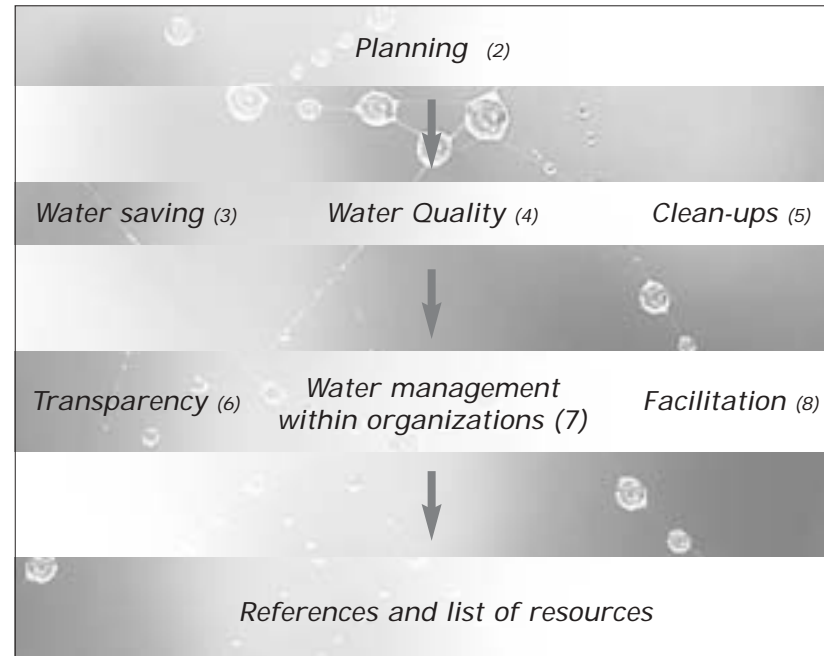 Planning (2)
Water saving (3) Water Quality (4) Clean-ups (5)
Transparency (6) Water management within organizations (7) Facilitation (8)
References and list of resources